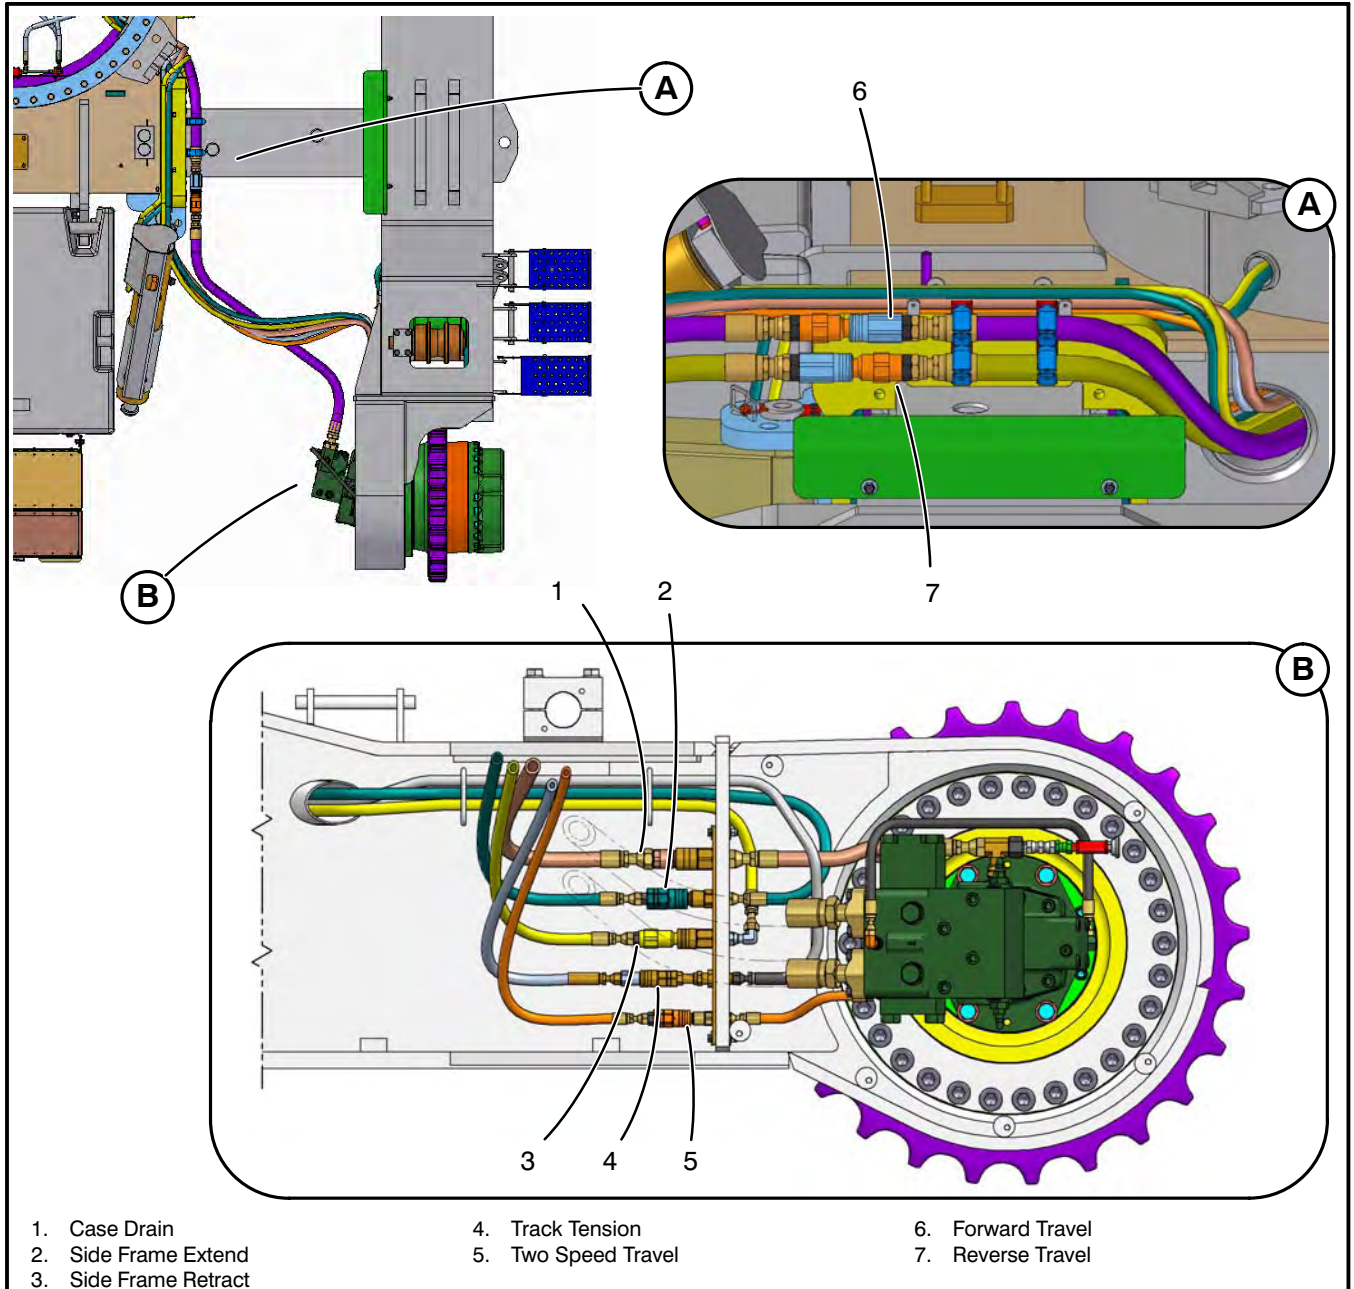 A
6
A
7
B
1
2
B
3
4
5
1. Case Drain
2. Side Frame Extend
3. Side Frame Retract
4. Track Tension
5. Two Speed Travel
6. Forward Travel
7. Reverse Travel